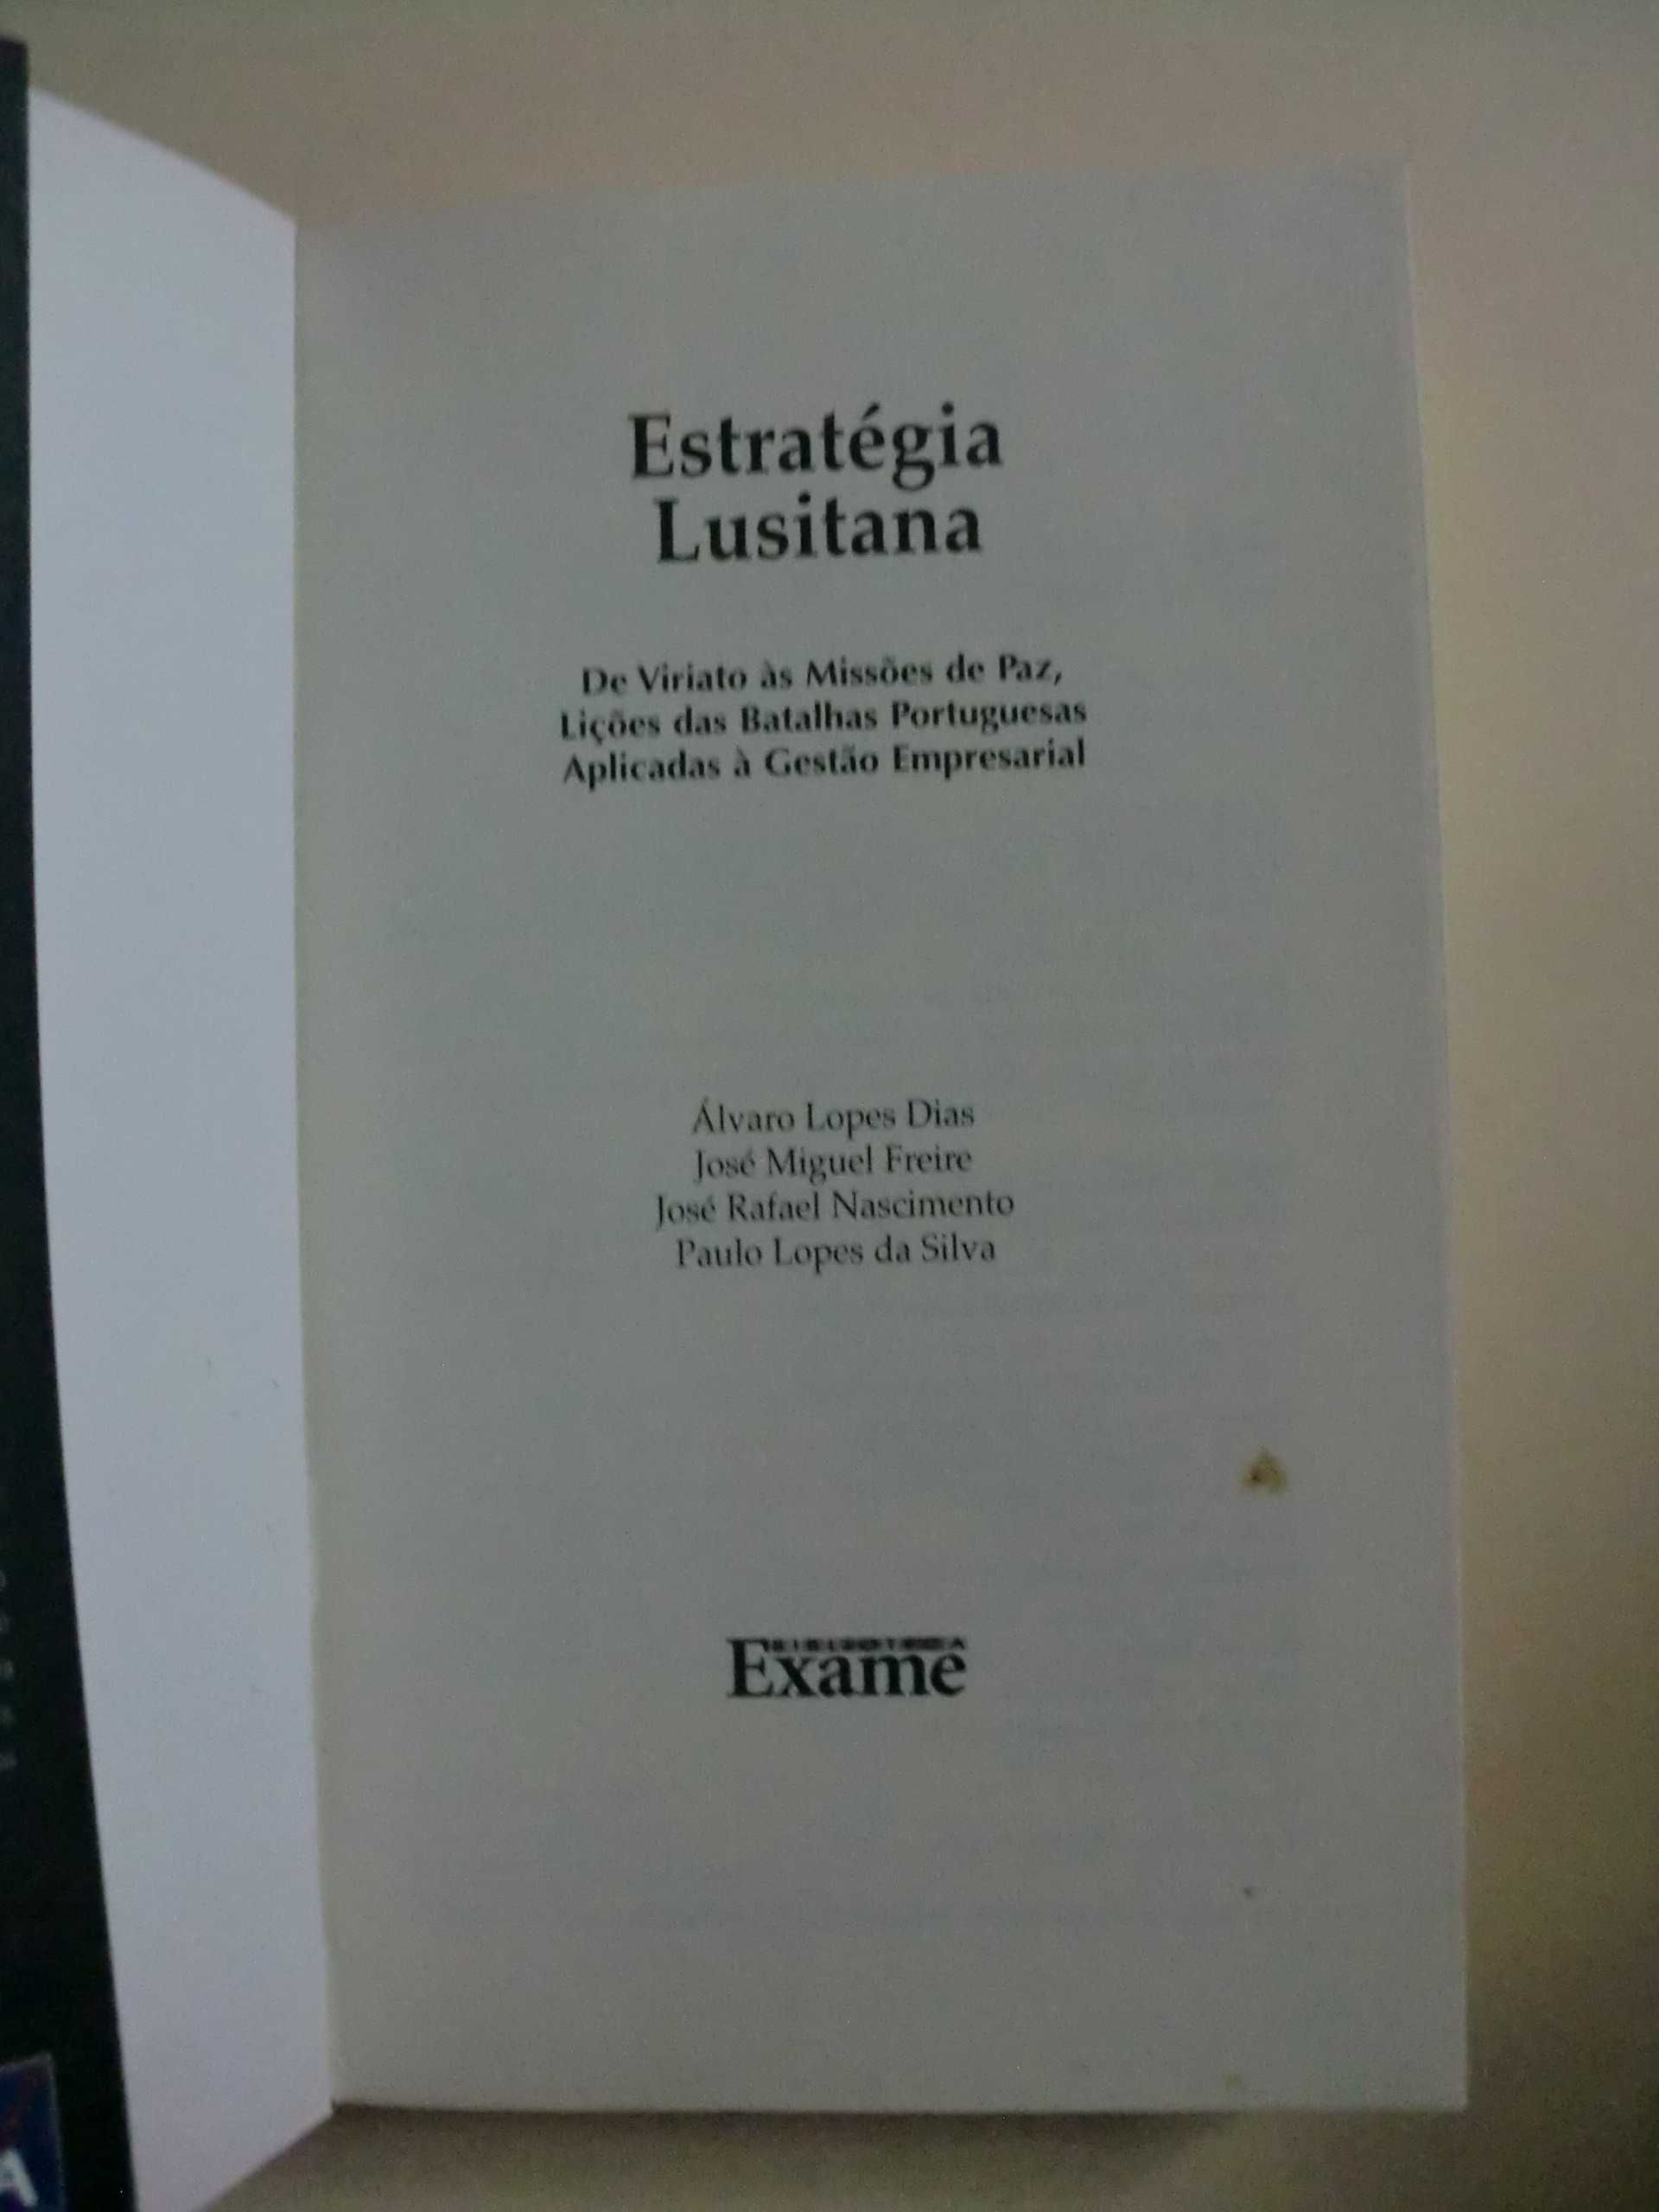 Estratégia
Lusitana
De Viriato às Missões de Paz,
Lições das Batalhas Portuguesas
Aplicadas à Gestão Empresarial
Álvaro Lopes Dias
José Miguel Freire
José Rafael Nascimento
Paulo Lopes da Silva
BIBLIOTECA
Exame
A